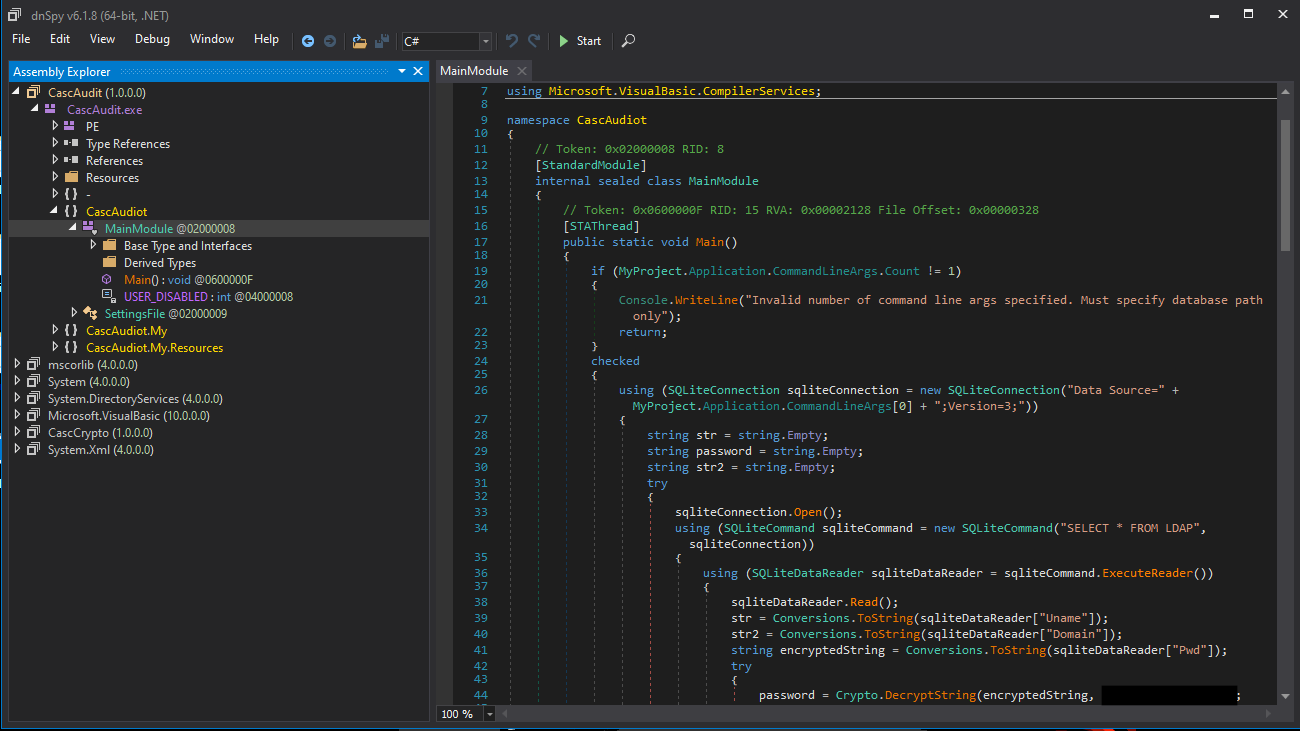 dnSpy v6.1.8 (64-bit, .NET)
File Edit View Debug Window Help C# Start
Assembly Explorer
CascAudit (1.0.0.0)
CascAudit.exe
PE
Type References
References
Resources
{ } -
{ } CascAudiot
MainModule @02000008
Base Type and Interfaces
Derived Types
Main() : void @0600000F
USER_DISABLED : int @04000008
SettingsFile @02000009
{ } CascAudiot.My
{ } CascAudiot.My.Resources
mscorlib (4.0.0.0)
System (4.0.0.0)
System.DirectoryServices (4.0.0.0)
Microsoft.VisualBasic (10.0.0.0)
CascCrypto (1.0.0.0)
System.Xml (4.0.0.0)
MainModule
7 using Microsoft.VisualBasic.CompilerServices;
8
9 namespace CascAudiot
10 {
11 // Token: 0x02000008 RID: 8
12 [StandardModule]
13 internal sealed class MainModule
14 {
15 // Token: 0x0600000F RID: 15 RVA: 0x00002128 File Offset: 0x00000328
16 [STAThread]
17 public static void Main()
18 {
19 if (MyProject.Application.CommandLineArgs.Count != 1)
20 {
21 Console.WriteLine("Invalid number of command line args specified. Must specify database path
only");
22 return;
23 }
24 checked
25 {
26 using (SQLiteConnection sqliteConnection = new SQLiteConnection("Data Source=" +
MyProject.Application.CommandLineArgs[0] + ";Version=3;"))
27 {
28 string str = string.Empty;
29 string password = string.Empty;
30 string str2 = string.Empty;
31 try
32 {
33 sqliteConnection.Open();
34 using (SQLiteCommand sqliteCommand = new SQLiteCommand("SELECT * FROM LDAP",
sqliteConnection))
35 {
36 using (SQLiteDataReader sqliteDataReader = sqliteCommand.ExecuteReader())
37 {
38 sqliteDataReader.Read();
39 str = Conversions.ToString(sqliteDataReader["Uname"]);
40 str2 = Conversions.ToString(sqliteDataReader["Domain"]);
41 string encryptedString = Conversions.ToString(sqliteDataReader["Pwd"]);
42 try
43 {
44 password = Crypto.DecryptString(encryptedString, ;
100 %